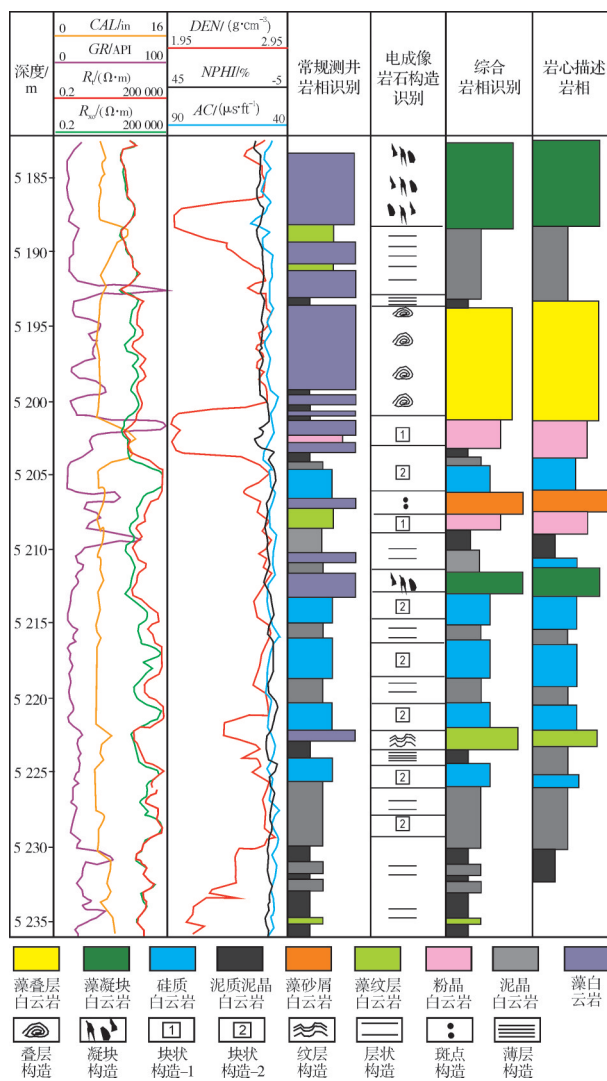 深度/
m
0 CAL/in 16
0 GR/API 100
Rt/(Ω·m)
0.2 200 000
Rxo/(Ω·m)
0.2 200 000
DEN/(g·cm⁻³)
1.95 2.95
NPHI/%
45 -5
AC/(μs·ft⁻¹)
90 40
常规测井
岩相识别
电成像
岩石构造
识别
综合
岩相识别
岩心描述
岩相
5 185
5 190
5 195
5 200
1
5 205
2
1
5 210
2
5 215
2
5 220
2
5 225
2
2
5 230
5 235
藻叠层
白云岩
藻凝块
白云岩
硅质
白云岩
泥质泥晶
白云岩
藻砂屑
白云岩
藻纹层
白云岩
粉晶
白云岩
泥晶
白云岩
藻白
云岩
1
2
叠层
构造
凝块
构造
块状
构造-1
块状
构造-2
纹层
构造
层状
构造
斑点
构造
薄层
构造